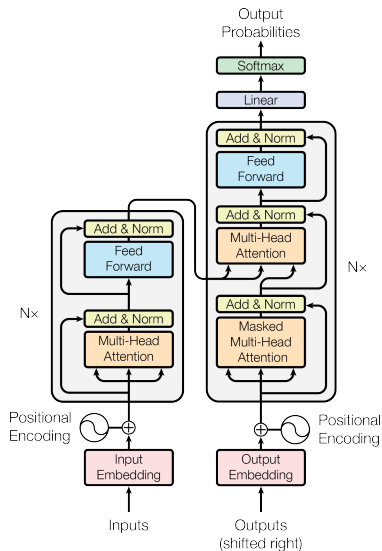 Output
Probabilities
Softmax
Linear
Add & Norm
Feed
Forward
Add & Norm
Multi-Head
Attention
Add & Norm
Masked
Multi-Head
Attention
N×
Add & Norm
Feed
Forward
Add & Norm
Multi-Head
Attention
N×
Positional
Encoding
Positional
Encoding
Input
Embedding
Output
Embedding
Inputs
Outputs
(shifted right)